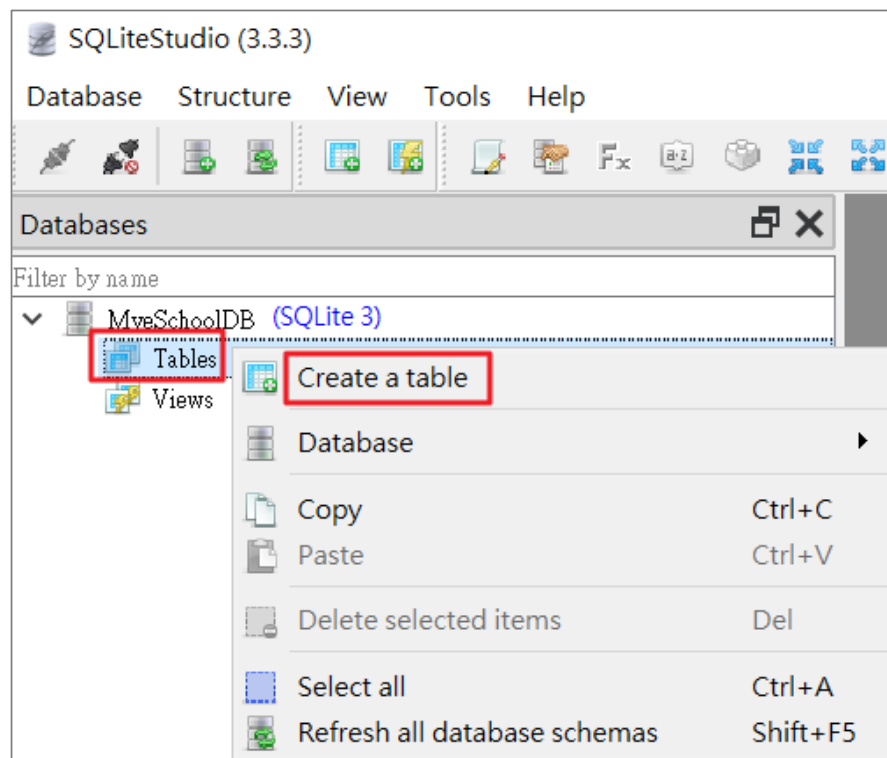 SQLiteStudio (3.3.3)
Database Structure View Tools Help
Databases
Filter by name
MyeSchoolDB (SQLite 3)
Tables
Create a table
Views
Database
Copy Ctrl+C
Paste Ctrl+V
Delete selected items Del
Select all Ctrl+A
Refresh all database schemas Shift+F5